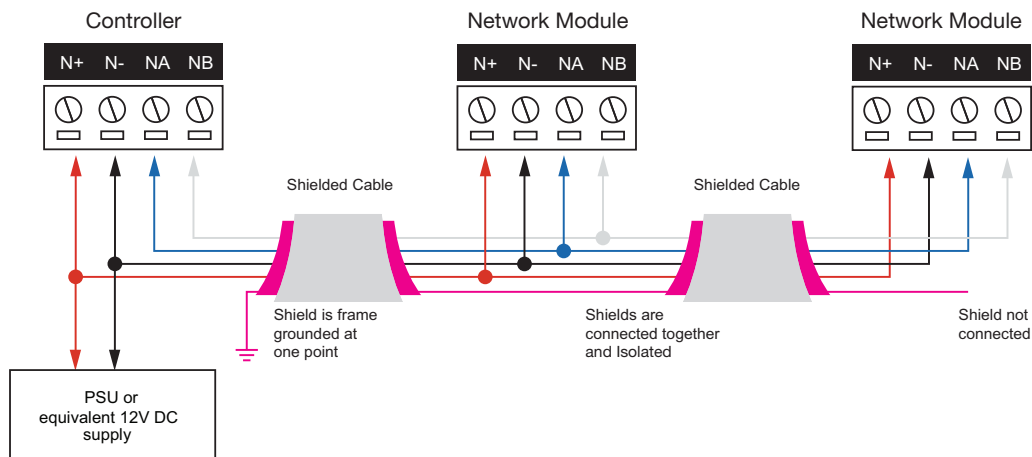 Controller
Network Module
Network Module
N+ N- NA NB
N+ N- NA NB
N+ N- NA NB
Shielded Cable
Shielded Cable
Shield is frame
grounded at
one point
Shields are
connected together
and Isolated
Shield not
connected
PSU or
equivalent 12V DC
supply